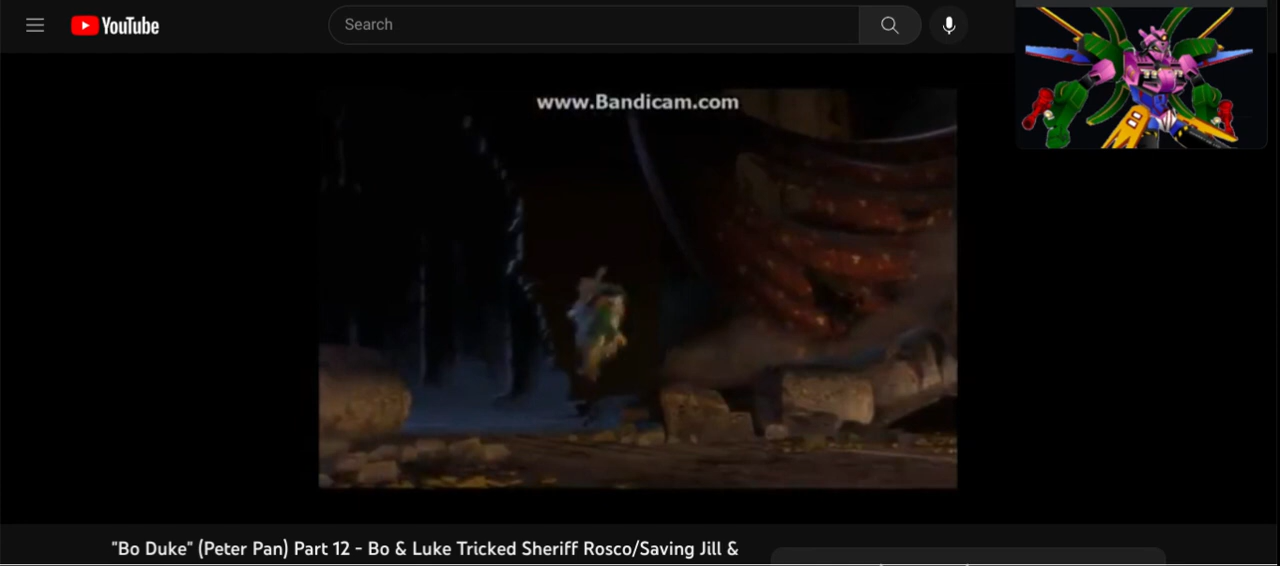 YouTube
Search
www.Bandicam.com
"Bo Duke" (Peter Pan) Part 12 - Bo & Luke Tricked Sheriff Rosco/Saving Jill &